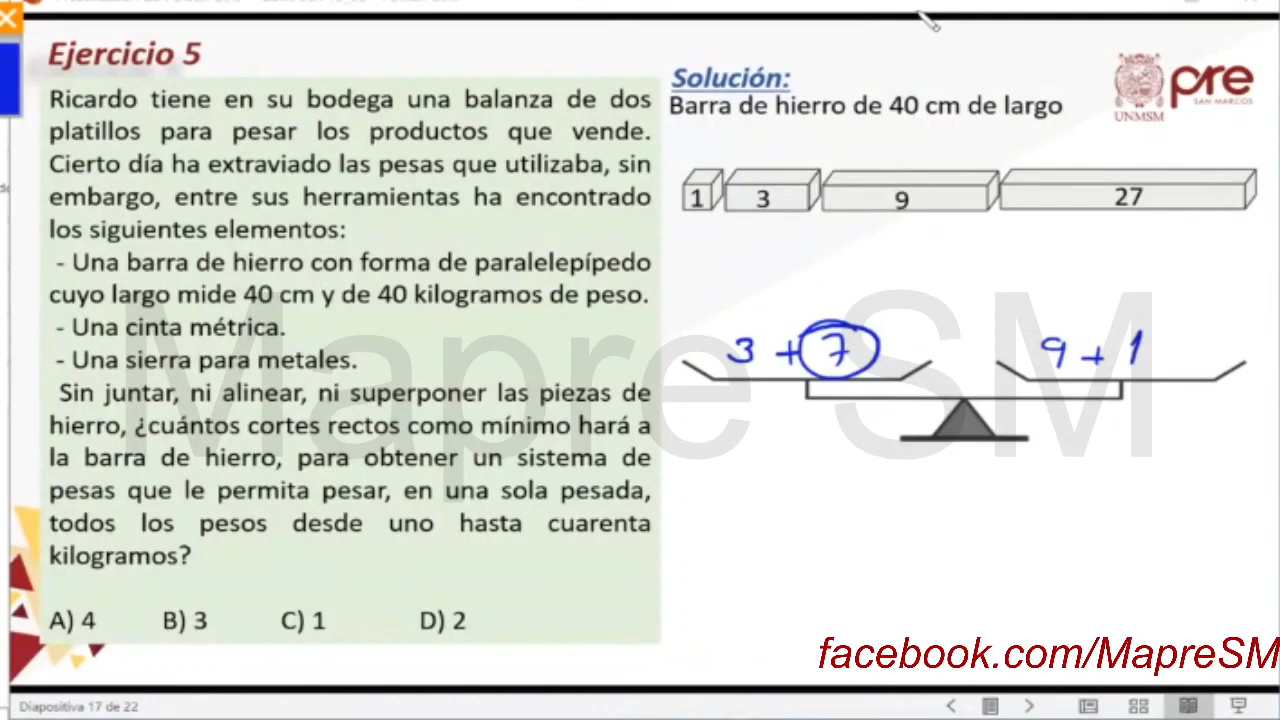 Ejercicio 5
Ricardo tiene en su bodega una balanza de dos
platillos para pesar los productos que vende.
Cierto día ha extraviado las pesas que utilizaba, sin
embargo, entre sus herramientas ha encontrado
los siguientes elementos:
- Una barra de hierro con forma de paralelepípedo
cuyo largo mide 40 cm y de 40 kilogramos de peso.
- Una cinta métrica.
- Una sierra para metales.
Sin juntar, ni alinear, ni superponer las piezas de
hierro, ¿cuántos cortes rectos como mínimo hará a
la barra de hierro, para obtener un sistema de
pesas que le permita pesar, en una sola pesada,
todos los pesos desde uno hasta cuarenta
kilogramos?
A) 4 B) 3 C) 1 D) 2
Solución:
Barra de hierro de 40 cm de largo
UNMSM
pre
SAN MARCOS
1 3 9 27
3 + 7 9 + 1
Mapre SM
facebook.com/MapreSM
Diapositiva 17 de 22